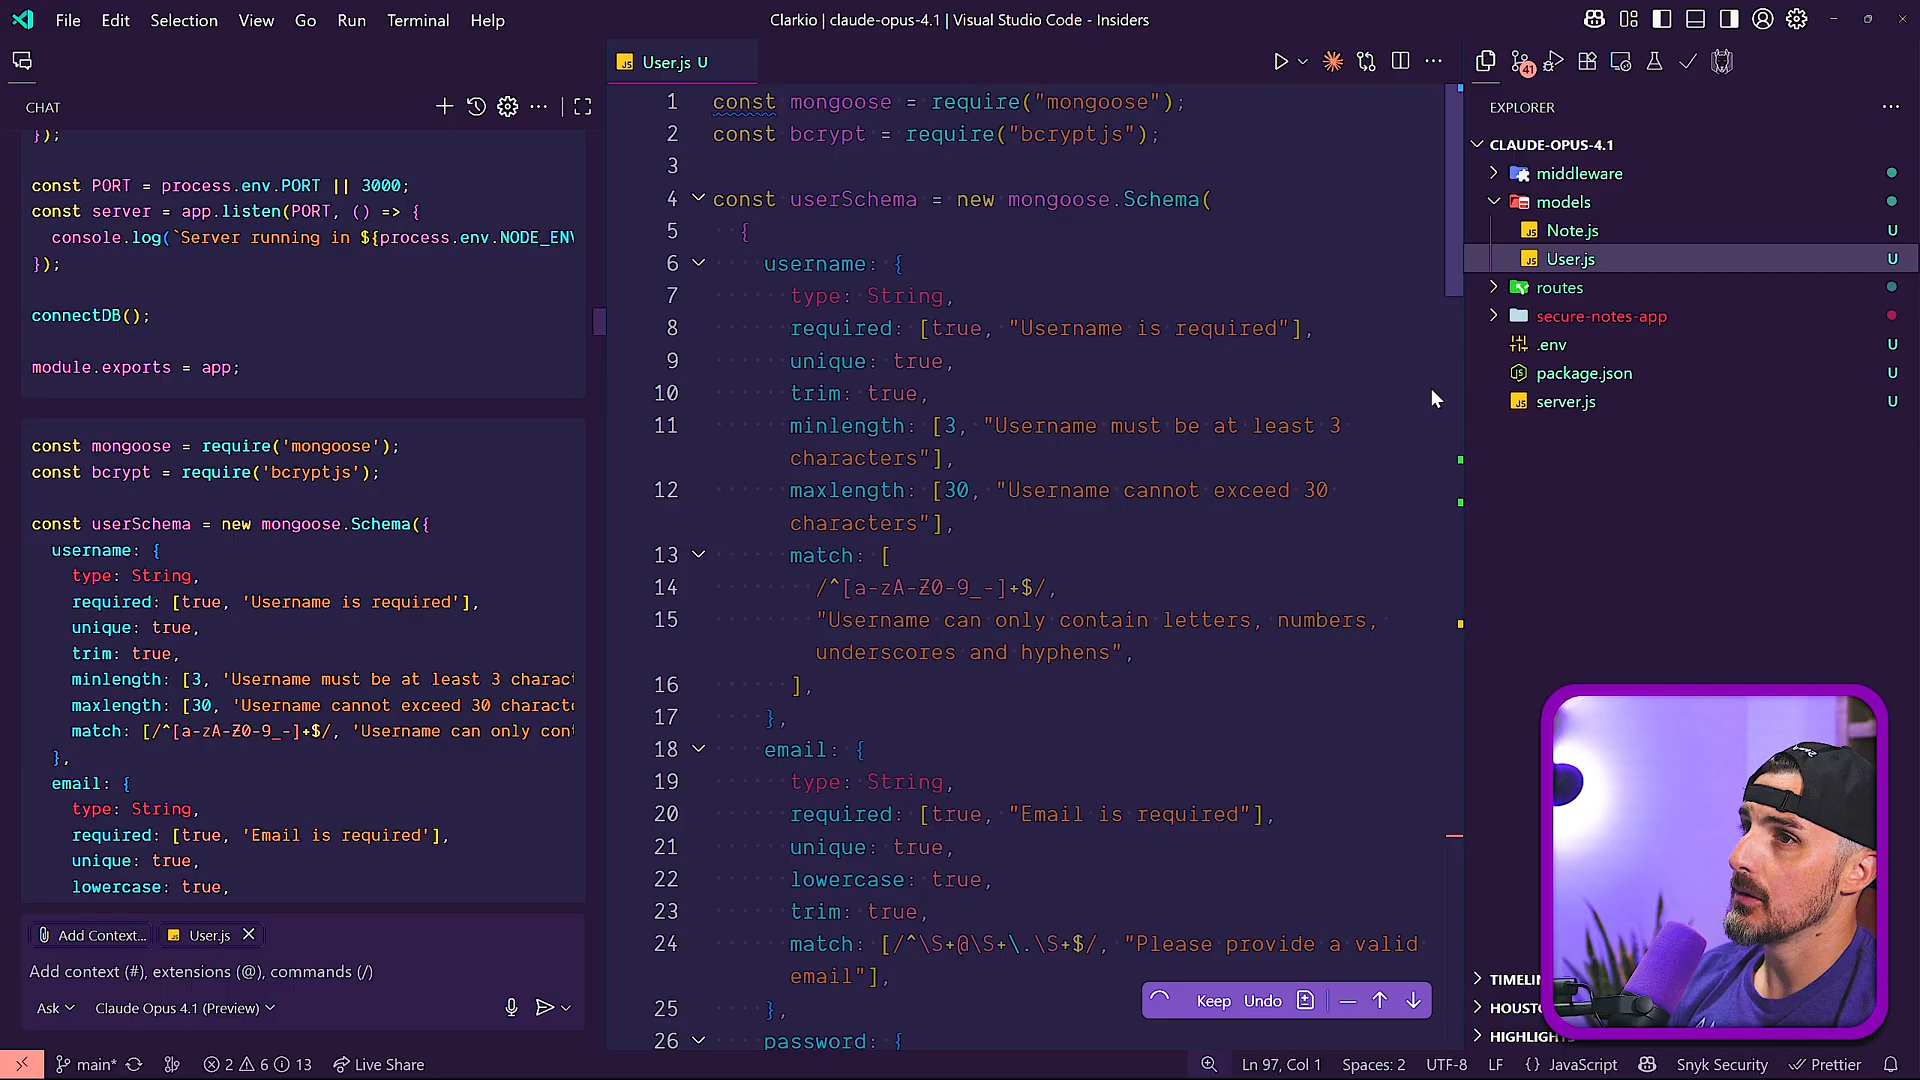 File Edit Selection View Go Run Terminal Help
Clarkio | claude-opus-4.1 | Visual Studio Code - Insiders
CHAT
});
const PORT = process.env.PORT || 3000;
const server = app.listen(PORT, () => {
console.log(`Server running in ${process.env.NODE_ENV
});
connectDB();
module.exports = app;
const mongoose = require('mongoose');
const bcrypt = require('bcryptjs');
const userSchema = new mongoose.Schema({
username: {
type: String,
required: [true, 'Username is required'],
unique: true,
trim: true,
minlength: [3, 'Username must be at least 3 charact
maxlength: [30, 'Username cannot exceed 30 characte
match: [/^[a-zA-Z0-9_-]+$/, 'Username can only cont
},
email: {
type: String,
required: [true, 'Email is required'],
unique: true,
lowercase: true,
Add Context... JS User.js
Add context (#), extensions (@), commands (/)
Ask Claude Opus 4.1 (Preview)
JS User.js U
1 const mongoose = require("mongoose");
2 const bcrypt = require("bcryptjs");
3
4 const userSchema = new mongoose.Schema(
5 {
6 username: {
7 type: String,
8 required: [true, "Username is required"],
9 unique: true,
10 trim: true,
11 minlength: [3, "Username must be at least 3
characters"],
12 maxlength: [30, "Username cannot exceed 30
characters"],
13 match: [
14 /^[a-zA-Z0-9_-]+$/,
15 "Username can only contain letters, numbers,
underscores and hyphens",
16 ],
17 },
18 email: {
19 type: String,
20 required: [true, "Email is required"],
21 unique: true,
22 lowercase: true,
23 trim: true,
24 match: [/^\S+@\S+\.\S+$/, "Please provide a valid
email"],
25 },
26 password: {
Keep Undo
41
EXPLORER
CLAUDE-OPUS-4.1
middleware
models
JS Note.js U
JS User.js U
routes
secure-notes-app
.env U
package.json U
JS server.js U
TIMELIN
HOUSTO
HIGHLIGH
main* 2 6 13 Live Share
Ln 97, Col 1 Spaces: 2 UTF-8 LF {} JavaScript Snyk Security Prettier